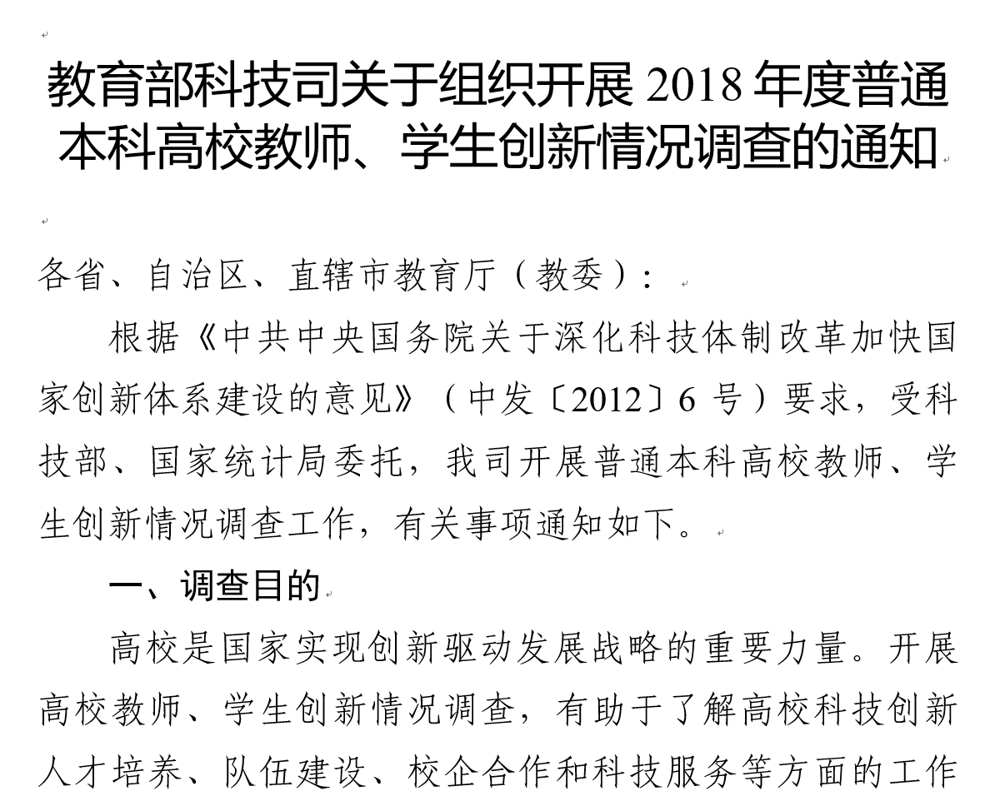 教育部科技司关于组织开展 2018 年度普通
本科高校教师、学生创新情况调查的通知
各省、自治区、直辖市教育厅（教委）：
根据《中共中央国务院关于深化科技体制改革加快国
家创新体系建设的意见》（中发〔2012〕6 号）要求，受科
技部、国家统计局委托，我司开展普通本科高校教师、学
生创新情况调查工作，有关事项通知如下。
一、调查目的
高校是国家实现创新驱动发展战略的重要力量。开展
高校教师、学生创新情况调查，有助于了解高校科技创新
人才培养、队伍建设、校企合作和科技服务等方面的工作